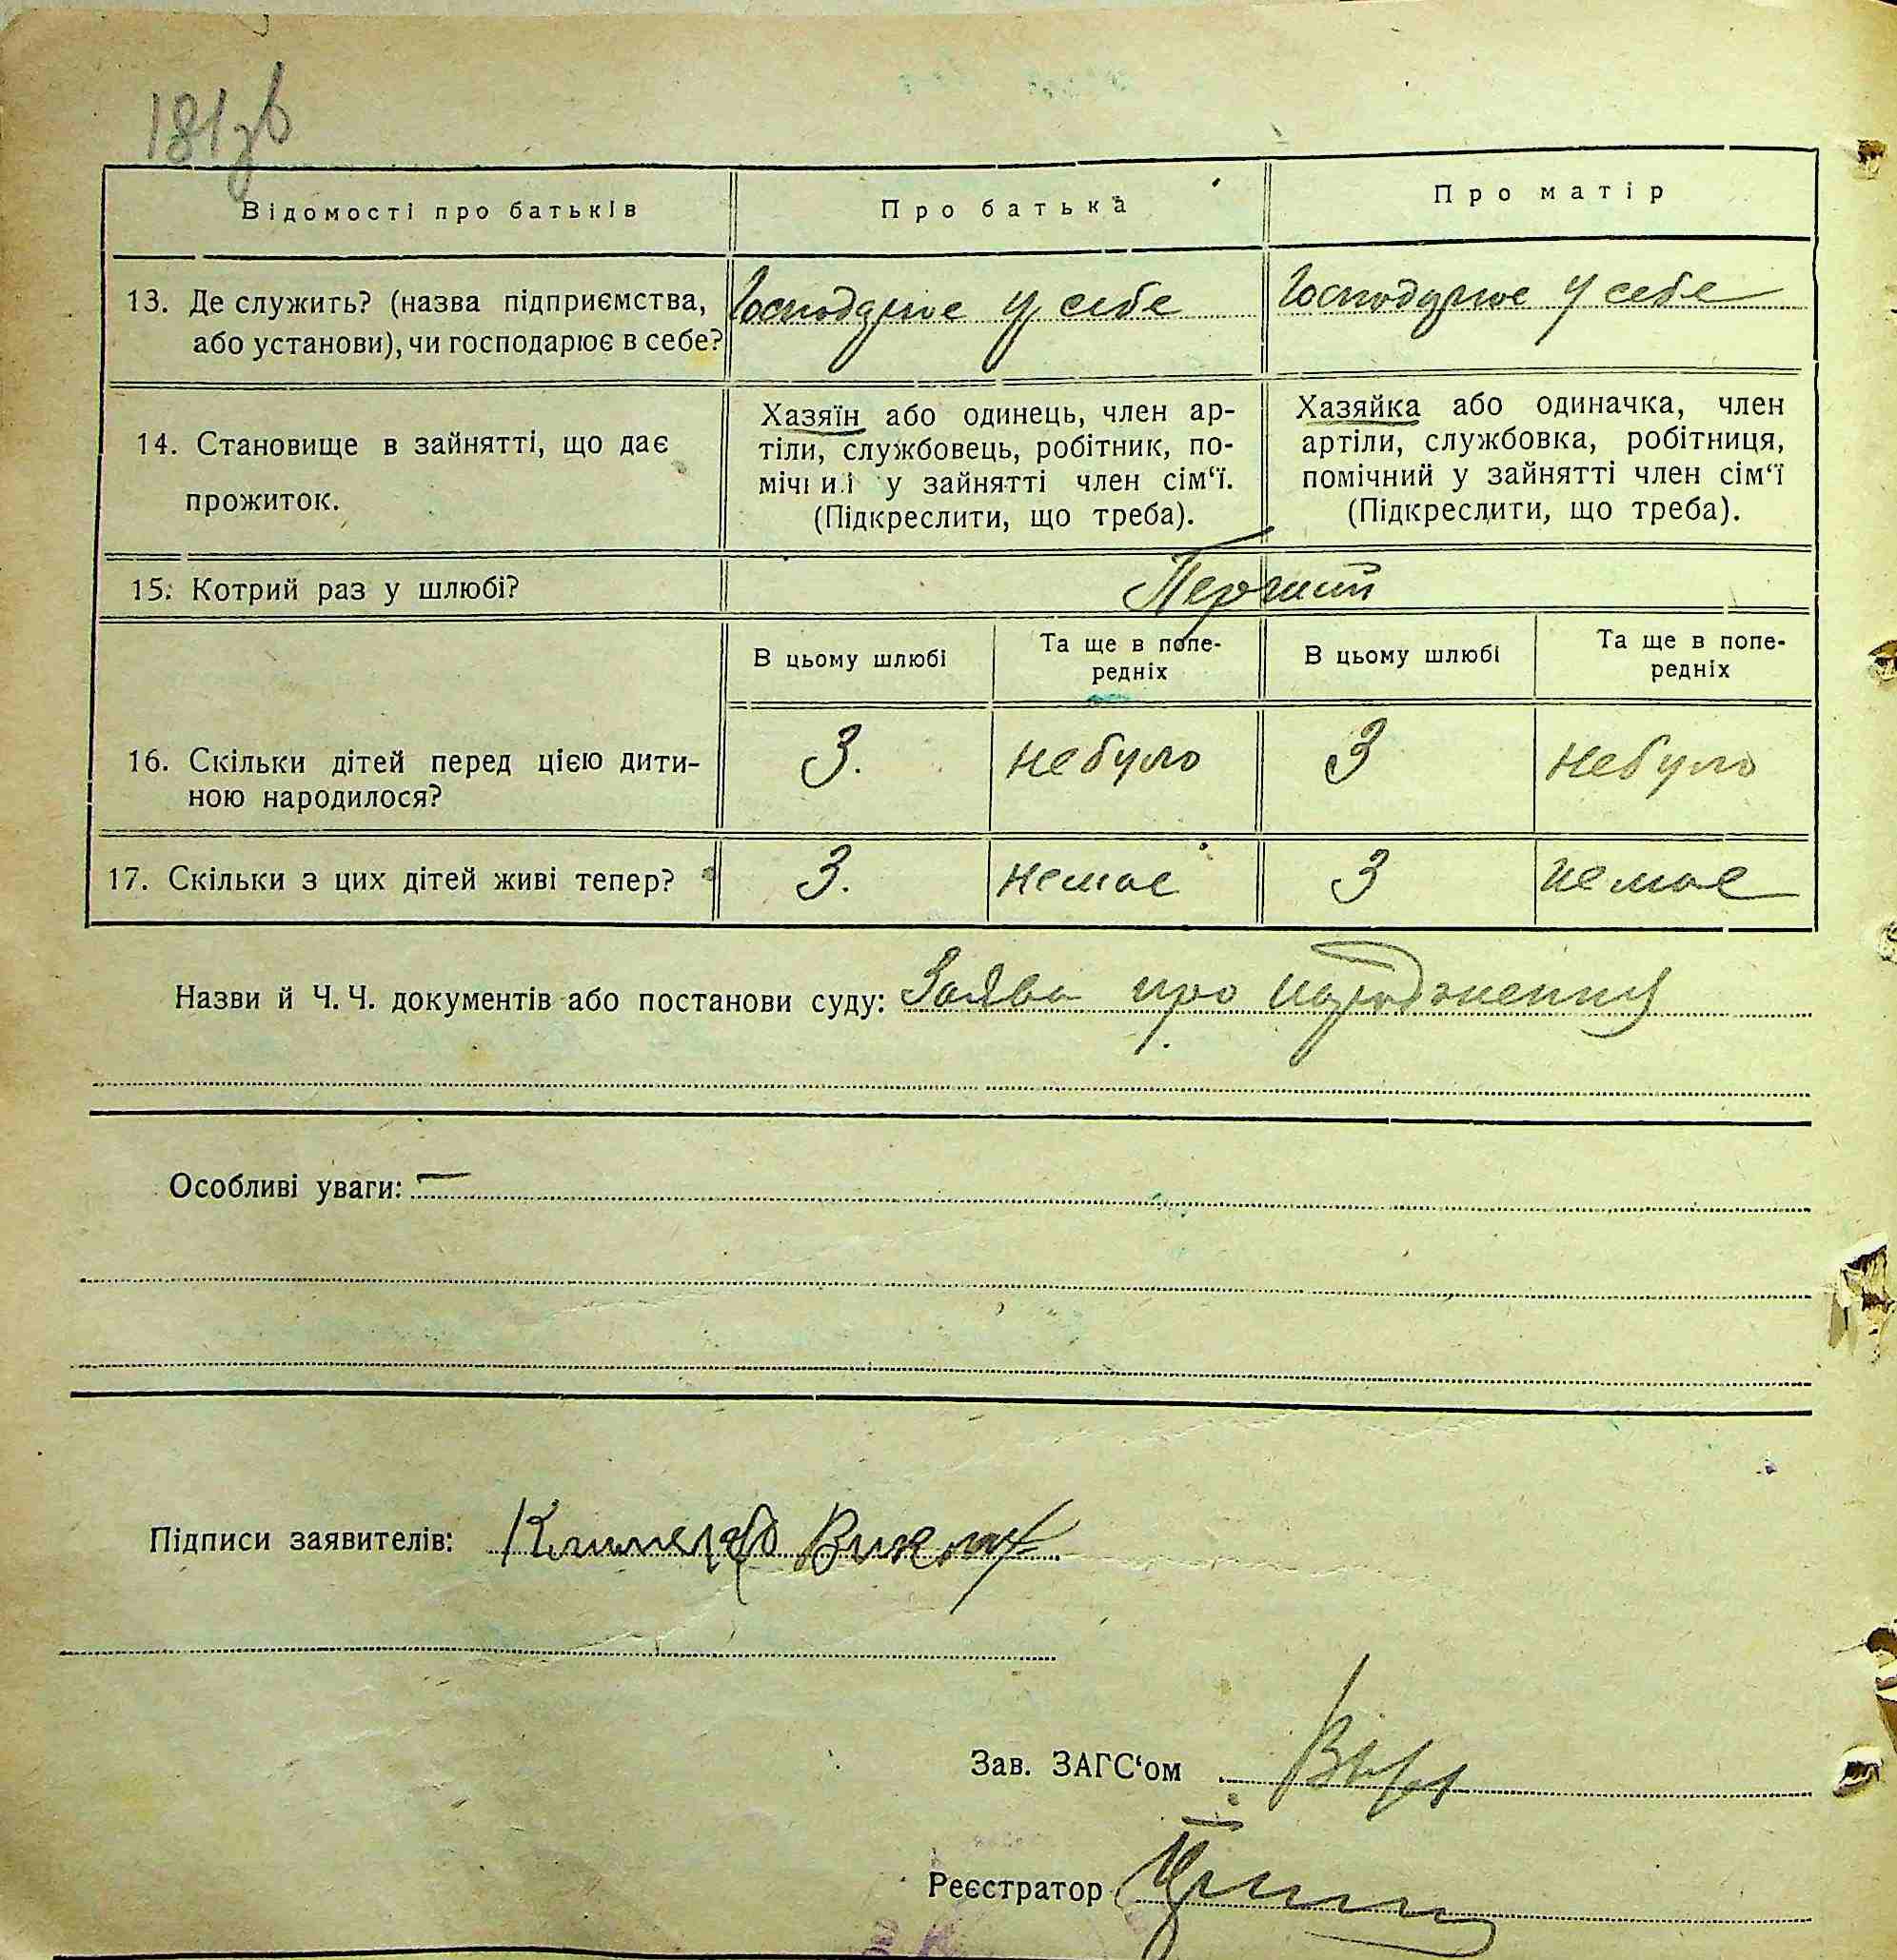 181зв
Відомості про батьків
Про батька
Про матір
13. Де служить? (назва підприємства,
або установи), чи господарює в себе?
Господарює у себе
Господарює у себе
14. Становище в зайнятті, що дає
прожиток.
Хазяїн або одинець, член ар-
тіли, службовець, робітник, по-
мічний у зайнятті член сім‘ї.
(Підкреслити, що треба).
Хазяйка або одиначка, член
артіли, службовка, робітниця,
помічний у зайнятті член сім‘ї
(Підкреслити, що треба).
15. Котрий раз у шлюбі?
Перший
В цьому шлюбі
Та ще в попе-
редніх
В цьому шлюбі
Та ще в попе-
редніх
16. Скільки дітей перед цією дити-
ною народилося?
3.
небуло
3
небуло
17. Скільки з цих дітей живі тепер?
3.
немає
3
немає
Назви й Ч. Ч. документів або постанови суду: Заява про народження
Особливі уваги: —
Підписи заявителів:
Зав. ЗАГС‘ом
Реєстратор